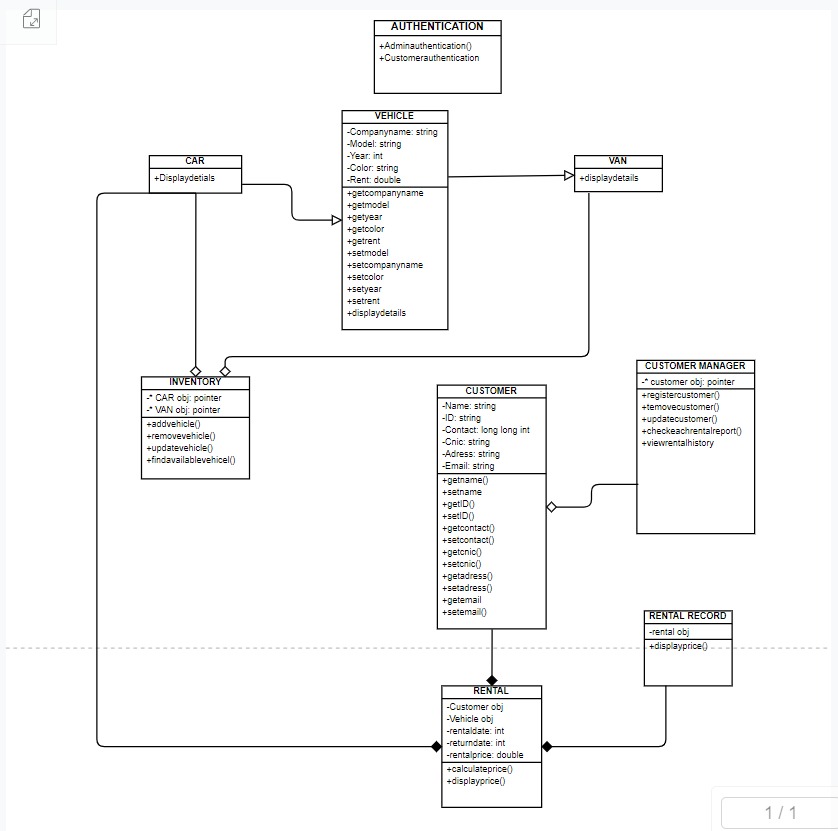 AUTHENTICATION
+Adminauthentication()
+Customerauthentication
VEHICLE
-Companyname: string
-Model: string
-Year: int
-Color: string
-Rent: double
+getcompanyname
+getmodel
+getyear
+getcolor
+getrent
+setmodel
+setcompanyname
+setcolor
+setyear
+setrent
+displaydetails
CAR
+Displaydetials
VAN
+displaydetails
INVENTORY
-* CAR obj: pointer
-* VAN obj: pointer
+addvehicle()
+removevehicle()
+updatevehicle()
+findavailablevehicel()
CUSTOMER
-Name: string
-ID: string
-Contact: long long int
-Cnic: string
-Adress: string
-Email: string
+getname()
+setname
+getID()
+setID()
+getcontact()
+setcontact()
+getcnic()
+setcnic()
+getadress()
+setadress()
+getemail
+setemail()
CUSTOMER MANAGER
-* customer obj: pointer
+registercustomer()
+temovecustomer()
+updatecustomer()
+checkeachrentalreport()
+viewrentalhistory
RENTAL RECORD
-rental obj
+displayprice()
RENTAL
-Customer obj
-Vehicle obj
-rentaldate: int
-returndate: int
-rentalprice: double
+calculateprice()
+displayprice()
1 / 1